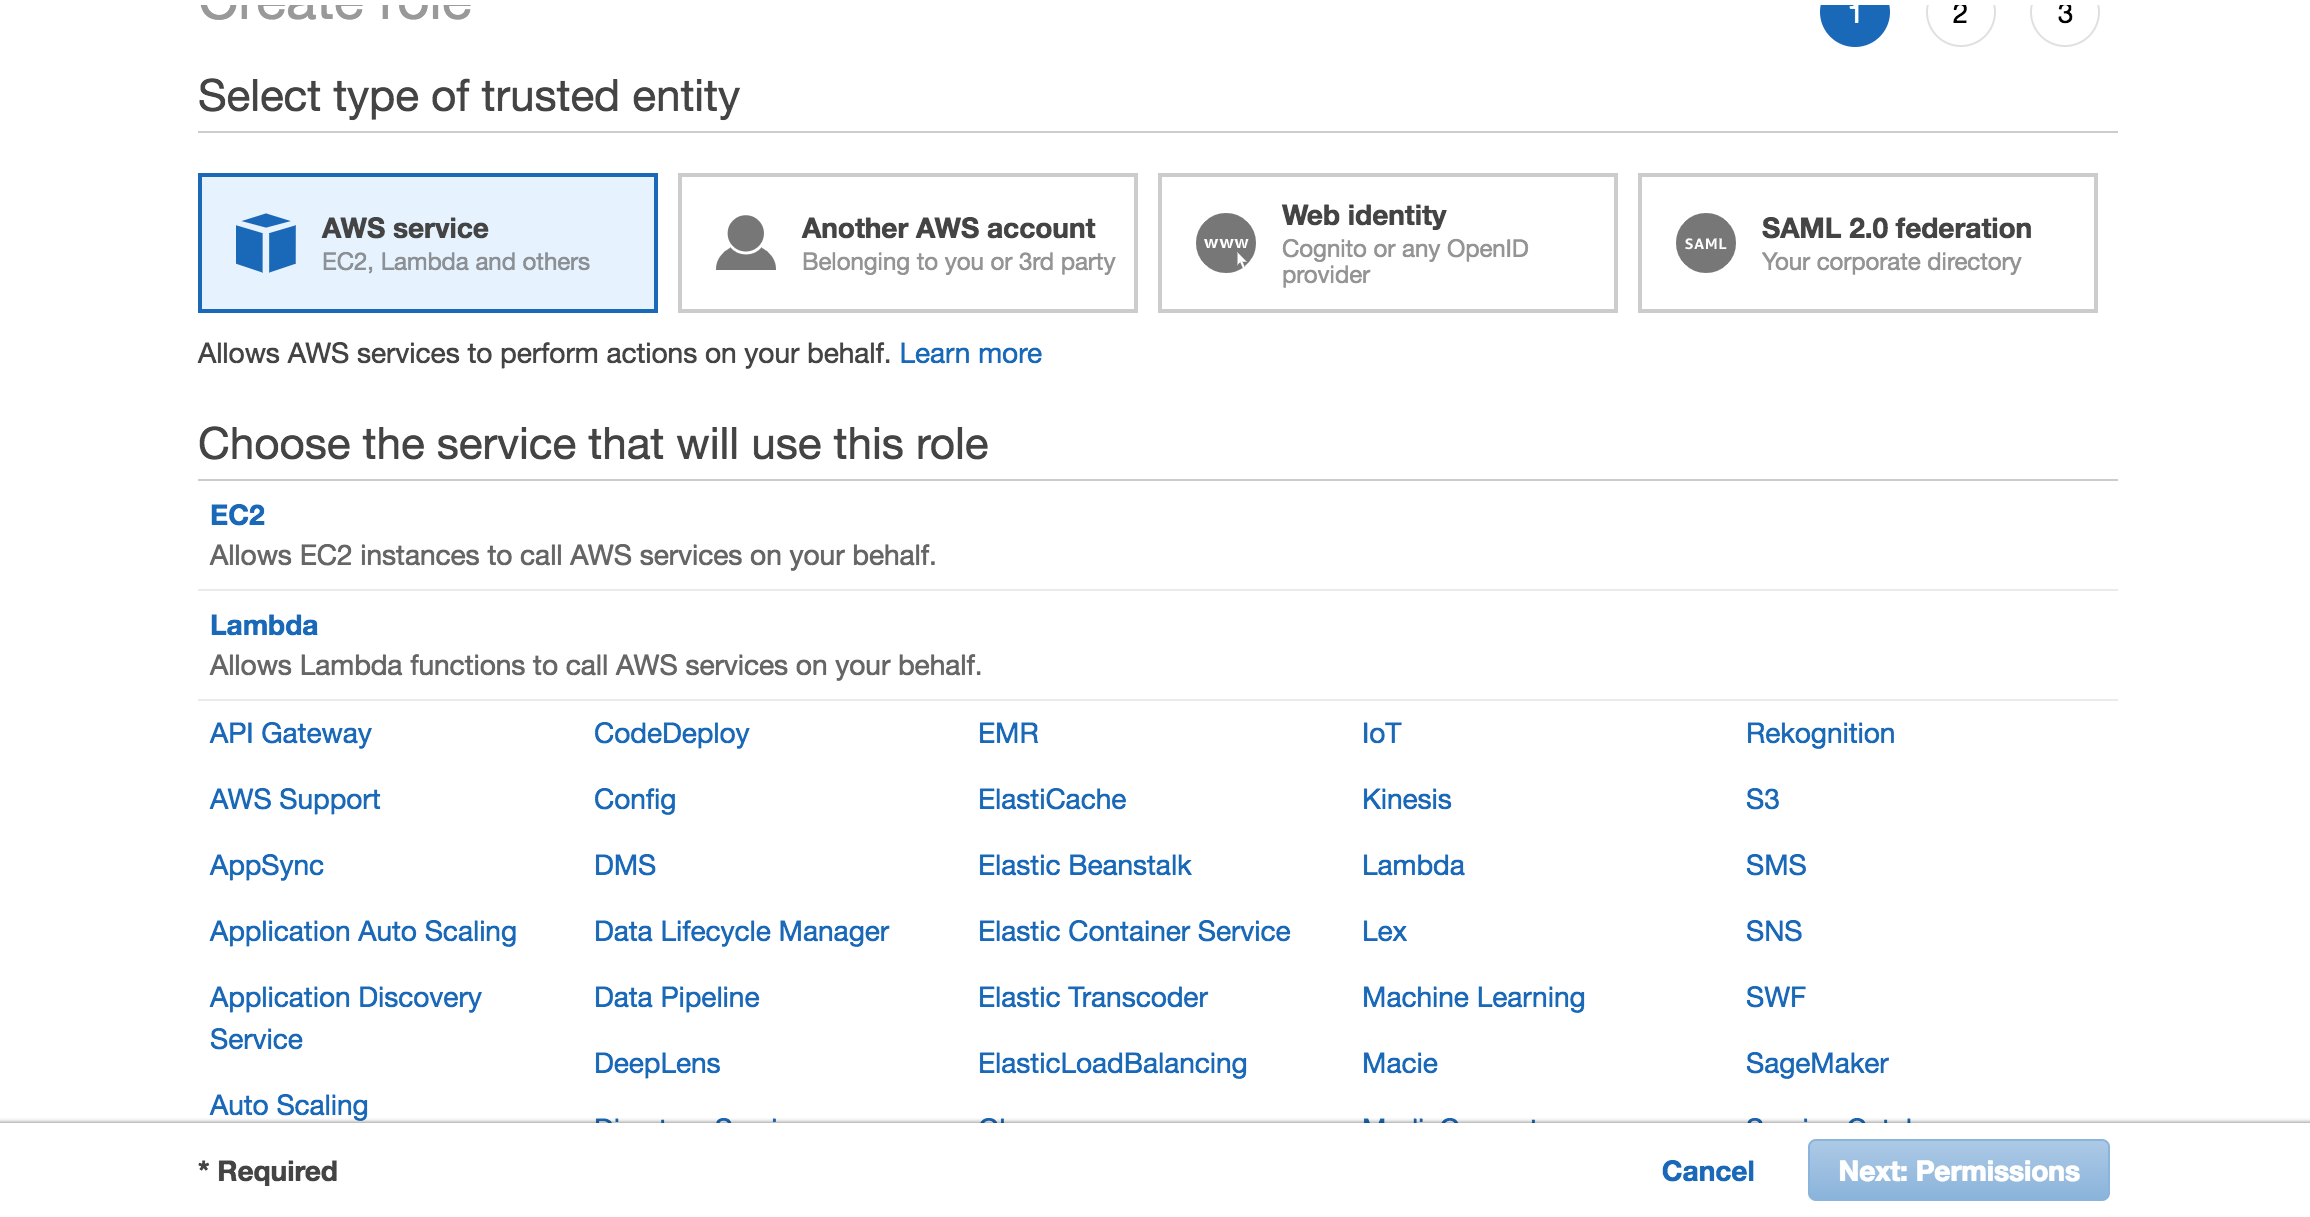 Create role
1 2 3
Select type of trusted entity
AWS service
EC2, Lambda and others
Another AWS account
Belonging to you or 3rd party
www
Web identity
Cognito or any OpenID
provider
SAML
SAML 2.0 federation
Your corporate directory
Allows AWS services to perform actions on your behalf. Learn more
Choose the service that will use this role
EC2
Allows EC2 instances to call AWS services on your behalf.
Lambda
Allows Lambda functions to call AWS services on your behalf.
API Gateway CodeDeploy EMR IoT Rekognition
AWS Support Config ElastiCache Kinesis S3
AppSync DMS Elastic Beanstalk Lambda SMS
Application Auto Scaling Data Lifecycle Manager Elastic Container Service Lex SNS
Application Discovery Data Pipeline Elastic Transcoder Machine Learning SWF
Service
DeepLens ElasticLoadBalancing Macie SageMaker
Auto Scaling
* Required Cancel Next: Permissions